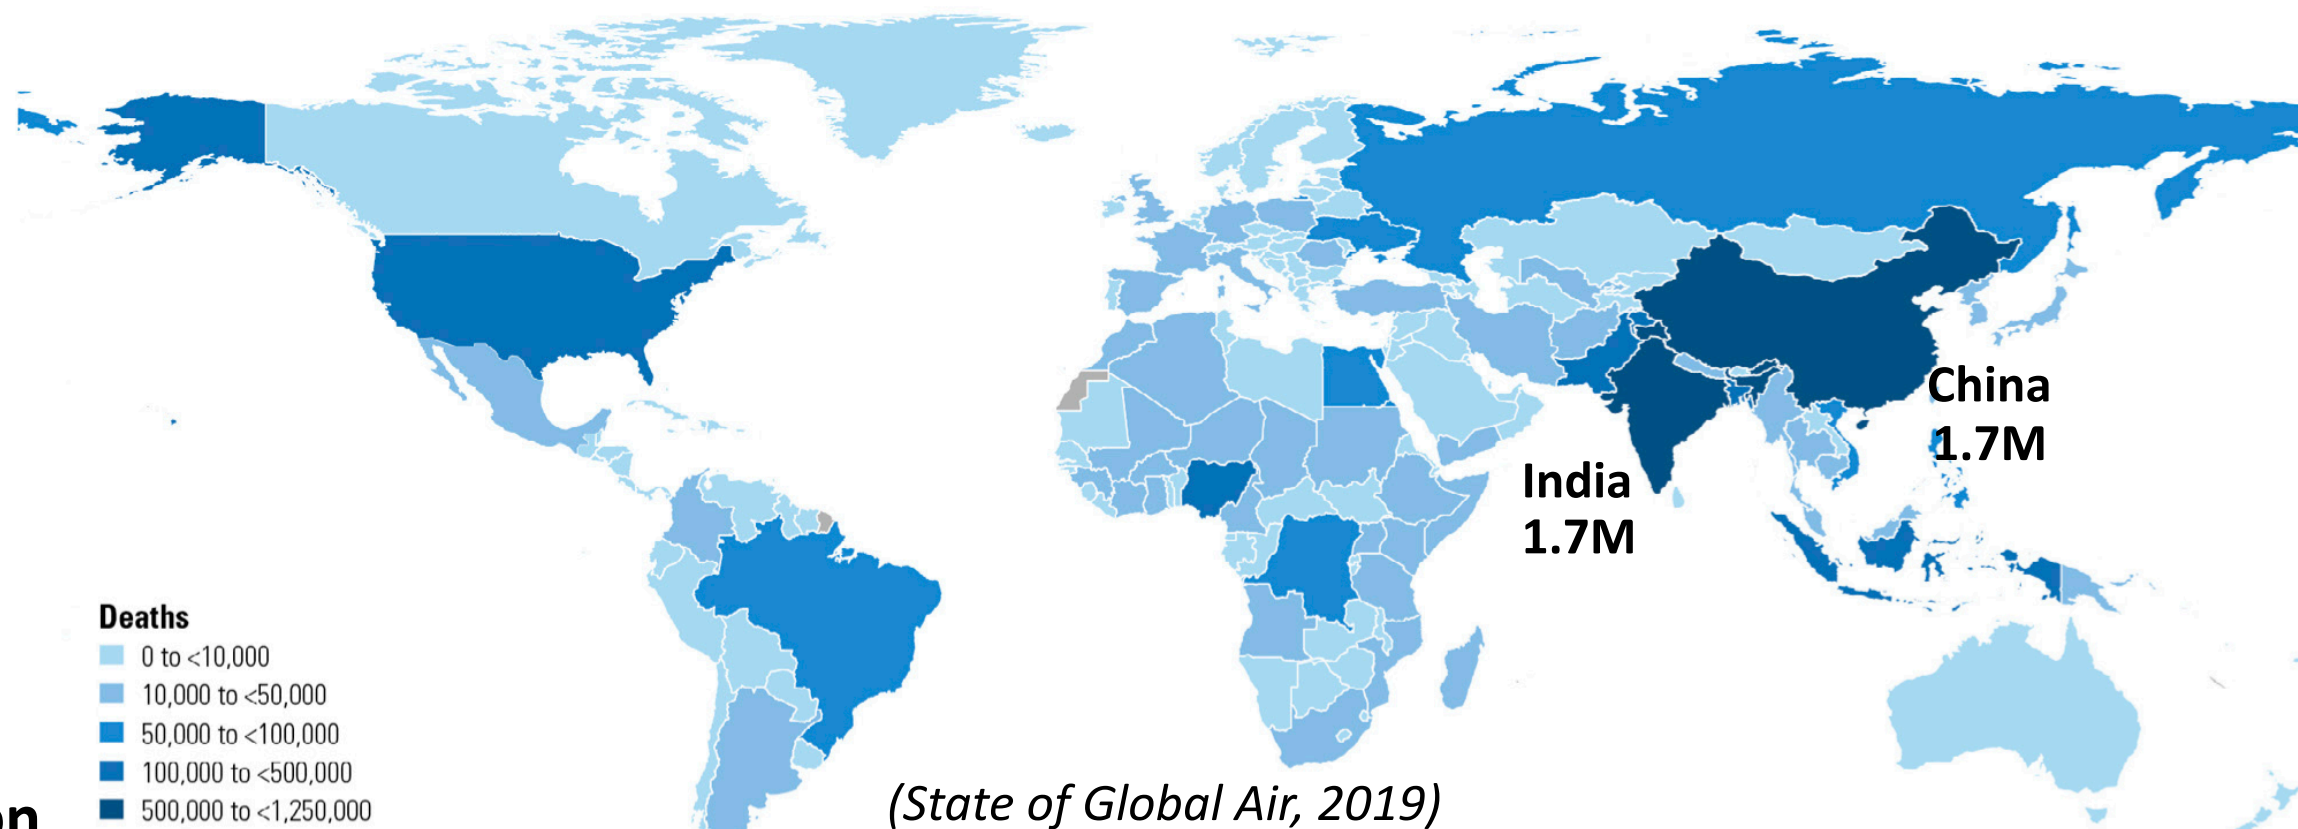 China
1.7M
India
1.7M
Deaths
0 to <10,000
10,000 to <50,000
50,000 to <100,000
100,000 to <500,000
500,000 to <1,250,000
(State of Global Air, 2019)
on